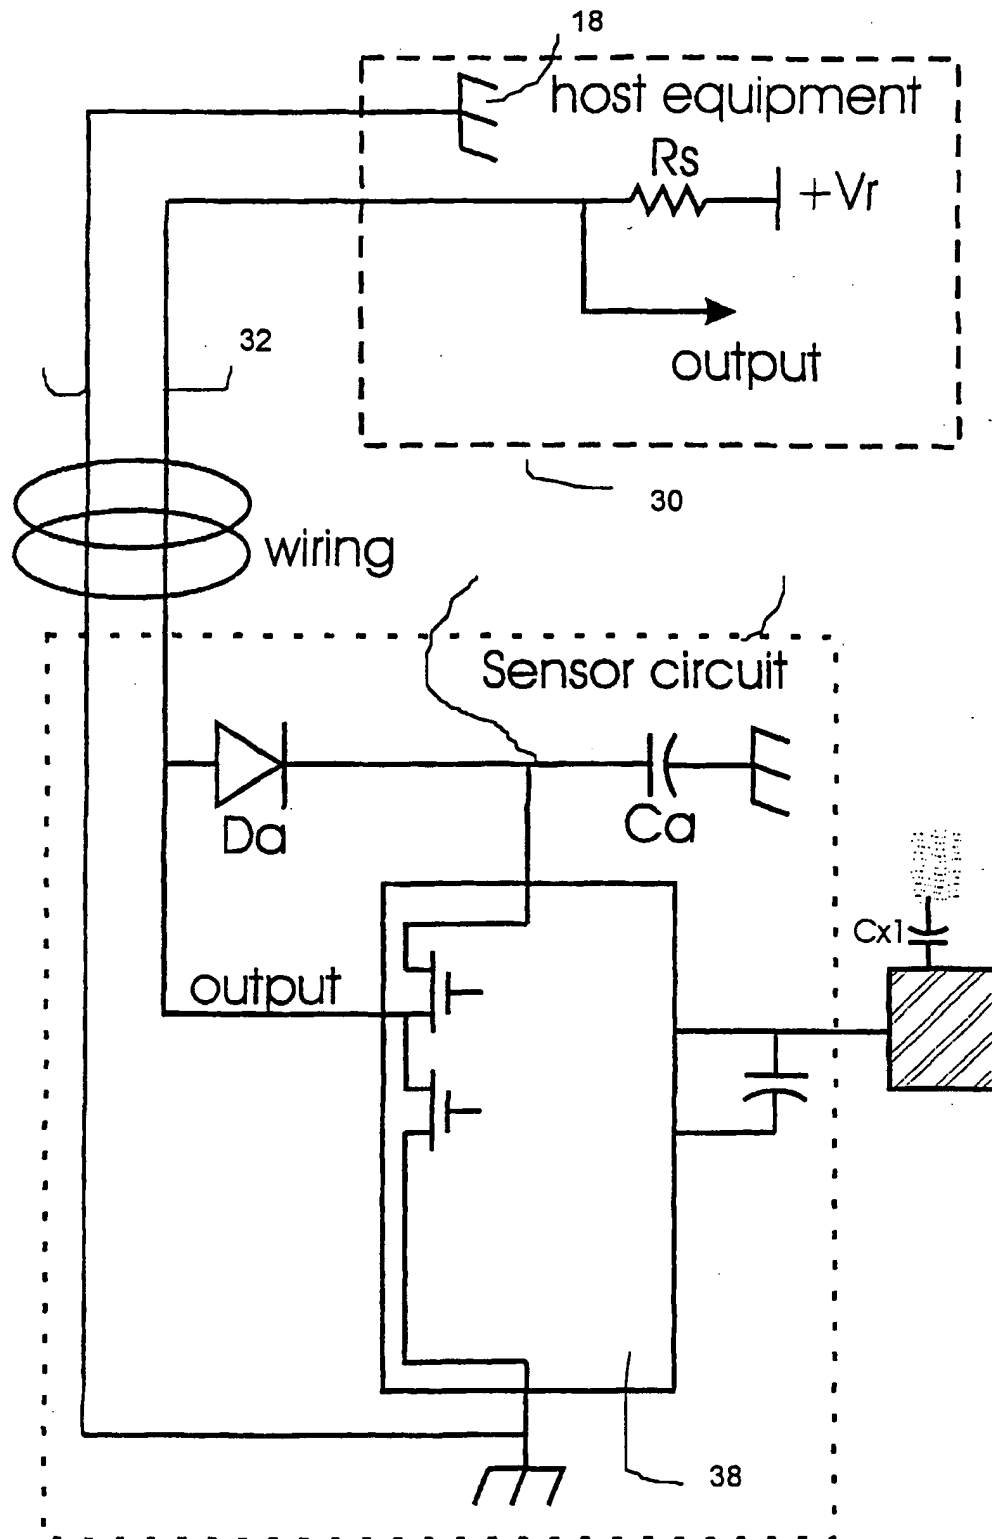 18
host equipment
Rs
+Vr
output
32
30
wiring
Sensor circuit
Da
Ca
Cx1
output
38